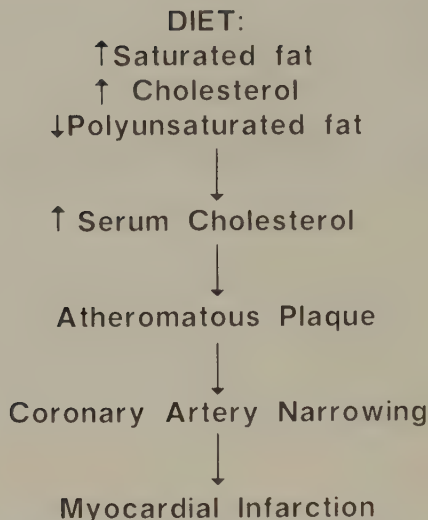 DIET:
↑Saturated fat
↑ Cholesterol
↓Polyunsaturated fat
↑ Serum Cholesterol
Atheromatous Plaque
Coronary Artery Narrowing
Myocardial Infarction